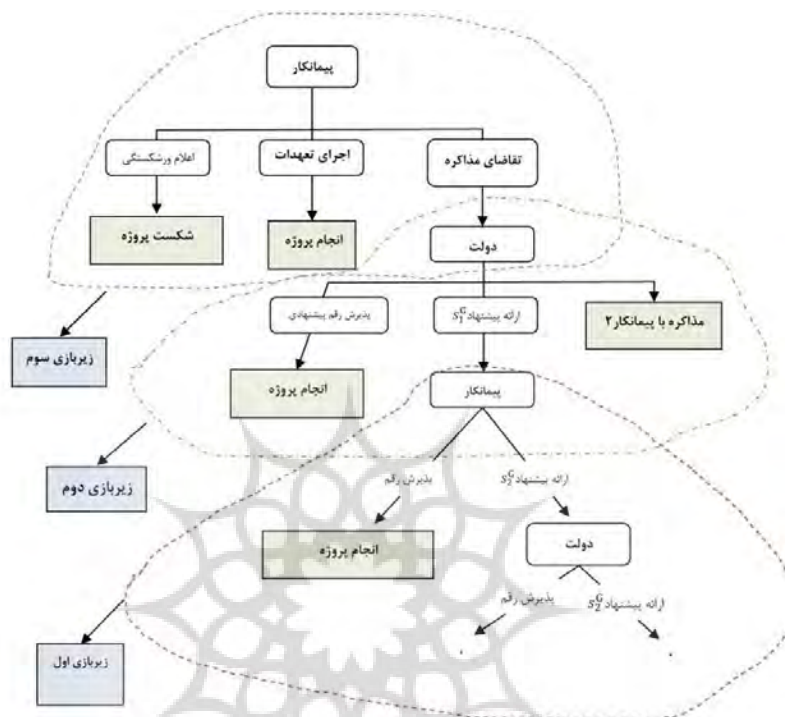 پیمانکار
تقاضای مذاکره
اجرای تعهدات
اعلام ورشکستگی
شکست پروژه
انجام پروژه
دولت
مذاکره با پیمانکار۲
ارائه پیشنهاد S₁ᴳ
پذیرش رقم پیشنهادی
زیربازی سوم
انجام پروژه
پیمانکار
زیربازی دوم
ارائه پیشنهاد S₂ᴳ
پذیرش رقم
انجام پروژه
دولت
ارائه پیشنهاد S₂ᴳ
پذیرش رقم
زیربازی اول